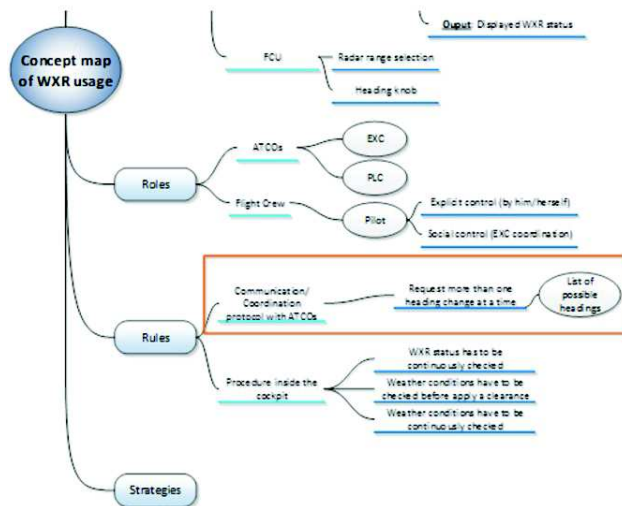 Ouput: Displayed WXR status
Concept map
of WXR usage
FCU
Radar range selection
Heading knob
ATCOs
EXC
PLC
Roles
Flight Crew
Pilot
Explicit control (by him/herself)
Social control (EXC coordination)
Communication/
Coordination
protocol with ATCOs
Request more than one
heading change at a time
List of
possible
headings
Rules
WXR status has to be
continuously checked
Procedure inside the
cockpit
Weather conditions have to be
checked before apply a clearance
Weather conditions have to be
continuously checked
Strategies